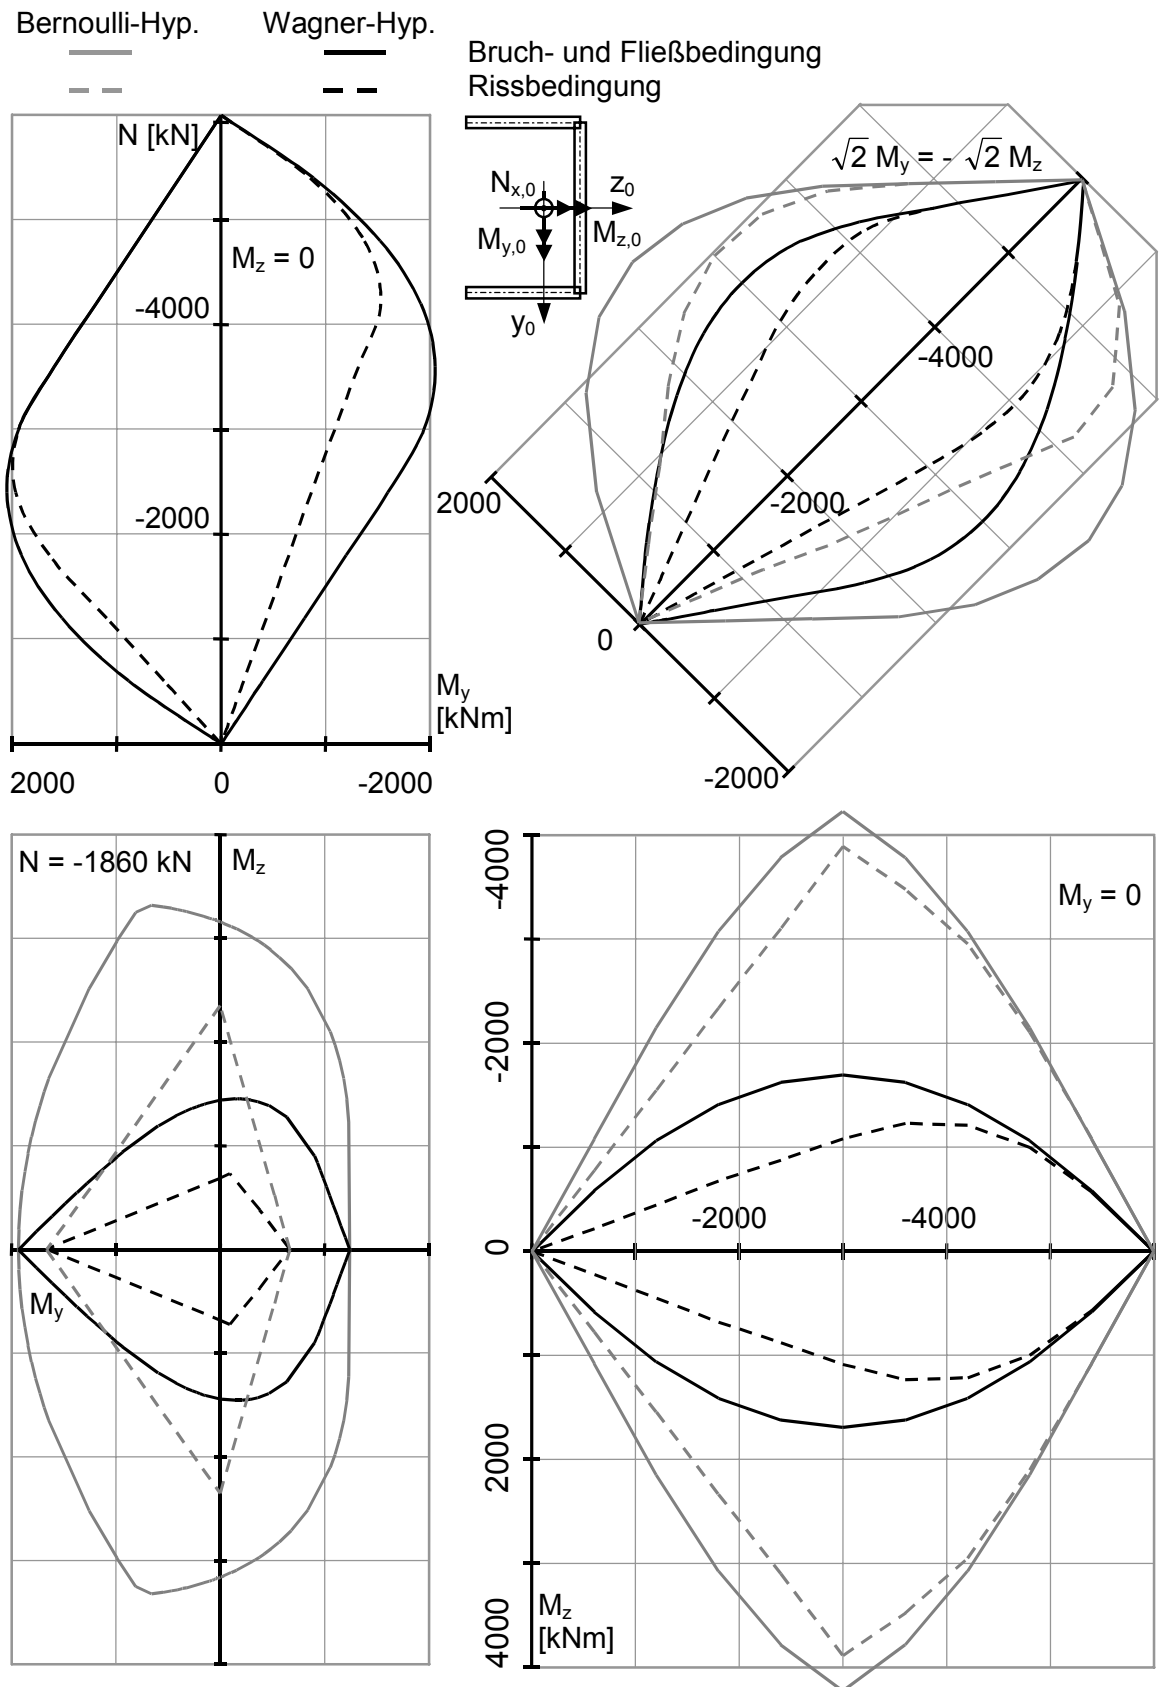 Bernoulli-Hyp. Wagner-Hyp.
Bruch- und Fließbedingung
Rissbedingung
N [kN]
M_z = 0
-4000
-2000
2000 0 -2000
M_y
[kNm]
N_x,0
z_0
M_y,0
M_z,0
y_0
√2 M_y = - √2 M_z
-4000
-2000
2000
0
-2000
N = -1860 kN
M_z
M_y
M_y = 0
-4000
-2000
0
2000
4000
-2000 -4000
M_z
[kNm]